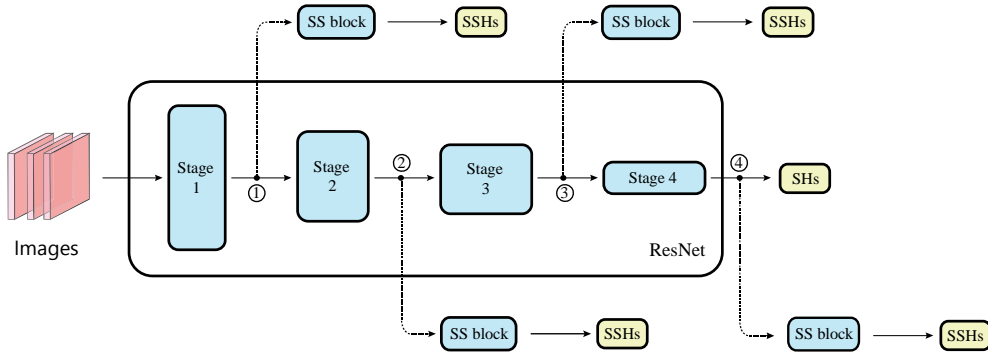 SS block
SSHs
SS block
SSHs
Images
Stage
1
①
Stage
2
②
Stage
3
③
Stage 4
④
SHs
ResNet
SS block
SSHs
SS block
SSHs